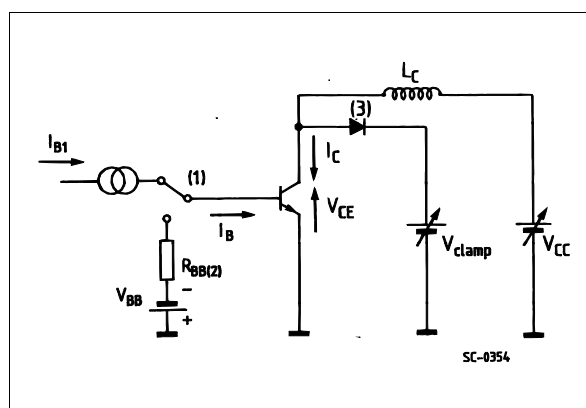 L_C
(3)
I_B1
(1)
I_C
V_CE
I_B
V_clamp
V_CC
R_BB(2)
V_BB
−
+
SC-0354